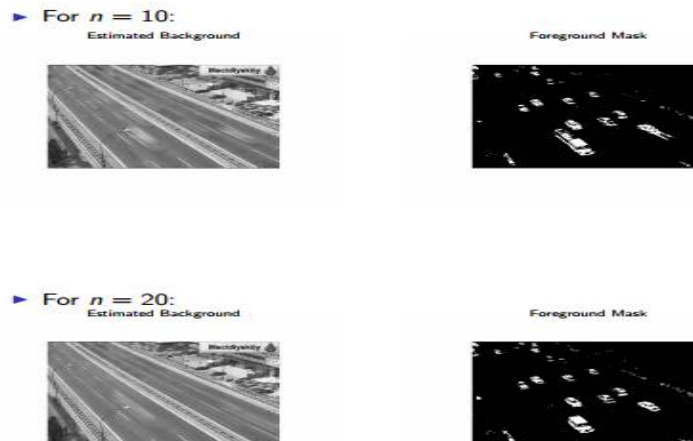 ► For n = 10:
Estimated Background
Foreground Mask
► For n = 20:
Estimated Background
Foreground Mask